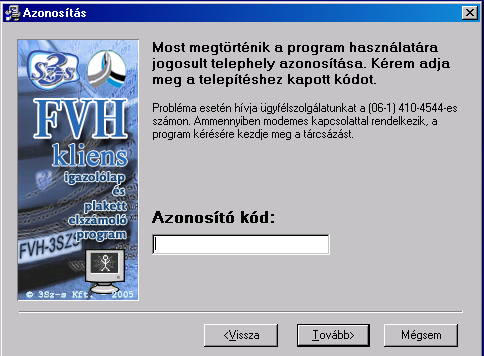 Azonosítás
Most megtörténik a program használatára
jogosult telephely azonosítása. Kérem adja
meg a telepítéshez kapott kódot.
Probléma esetén hívja ügyfélszolgálatunkat a (06-1) 410-4544-es
számon. Ammennyiben modemes kapcsolattal rendelkezik, a
program kérésére kezdje meg a tárcsázást.
3Sz-s
FVH
kliens
igazolólap
és
plakett
elszámoló
program
FVH-3SZS
© 3Sz-s Kft. - 2005
Azonosító kód:
<Vissza
Tovább>
Mégsem